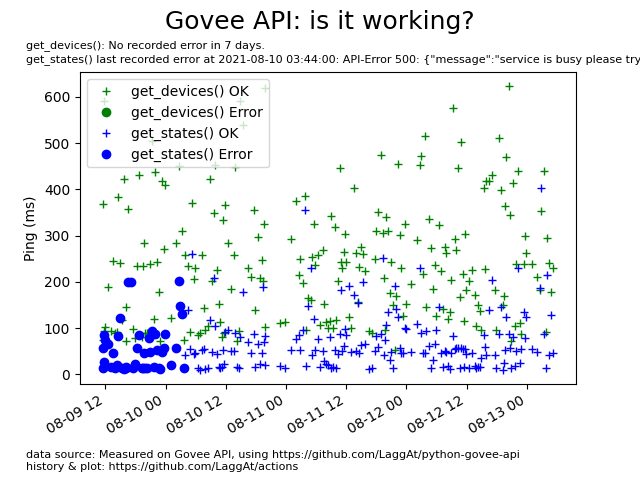 Govee API: is it working?
get_devices(): No recorded error in 7 days.
get_states() last recorded error at 2021-08-10 03:44:00: API-Error 500: {"message":"service is busy please try
get_devices() OK
get_devices() Error
get_states() OK
get_states() Error
Ping (ms)
600
500
400
300
200
100
0
08-09 12
08-10 00
08-10 12
08-11 00
08-11 12
08-12 00
08-12 12
08-13 00
data source: Measured on Govee API, using https://github.com/LaggAt/python-govee-api
history & plot: https://github.com/LaggAt/actions